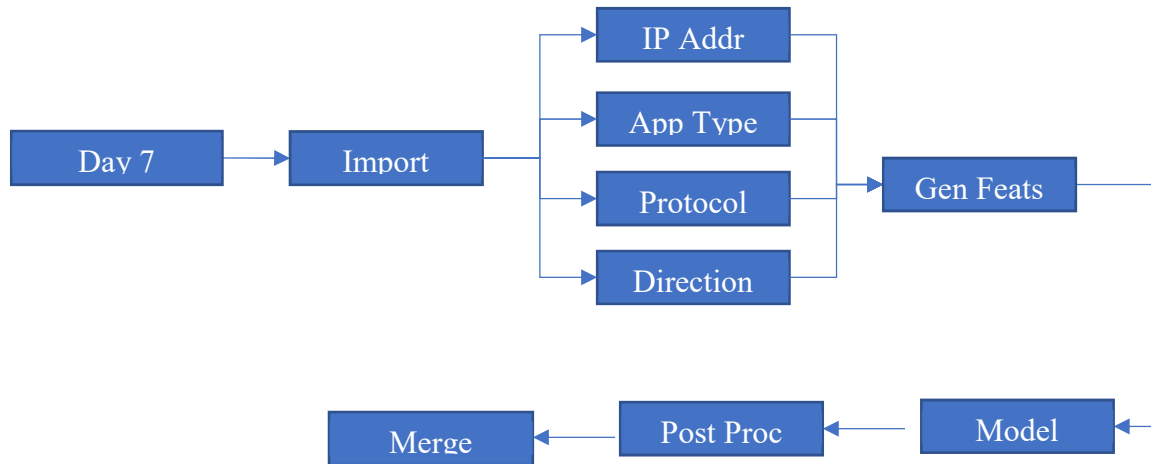 IP Addr
App Type
Day 7
Import
Protocol
Gen Feats
Direction
Merge
Post Proc
Model